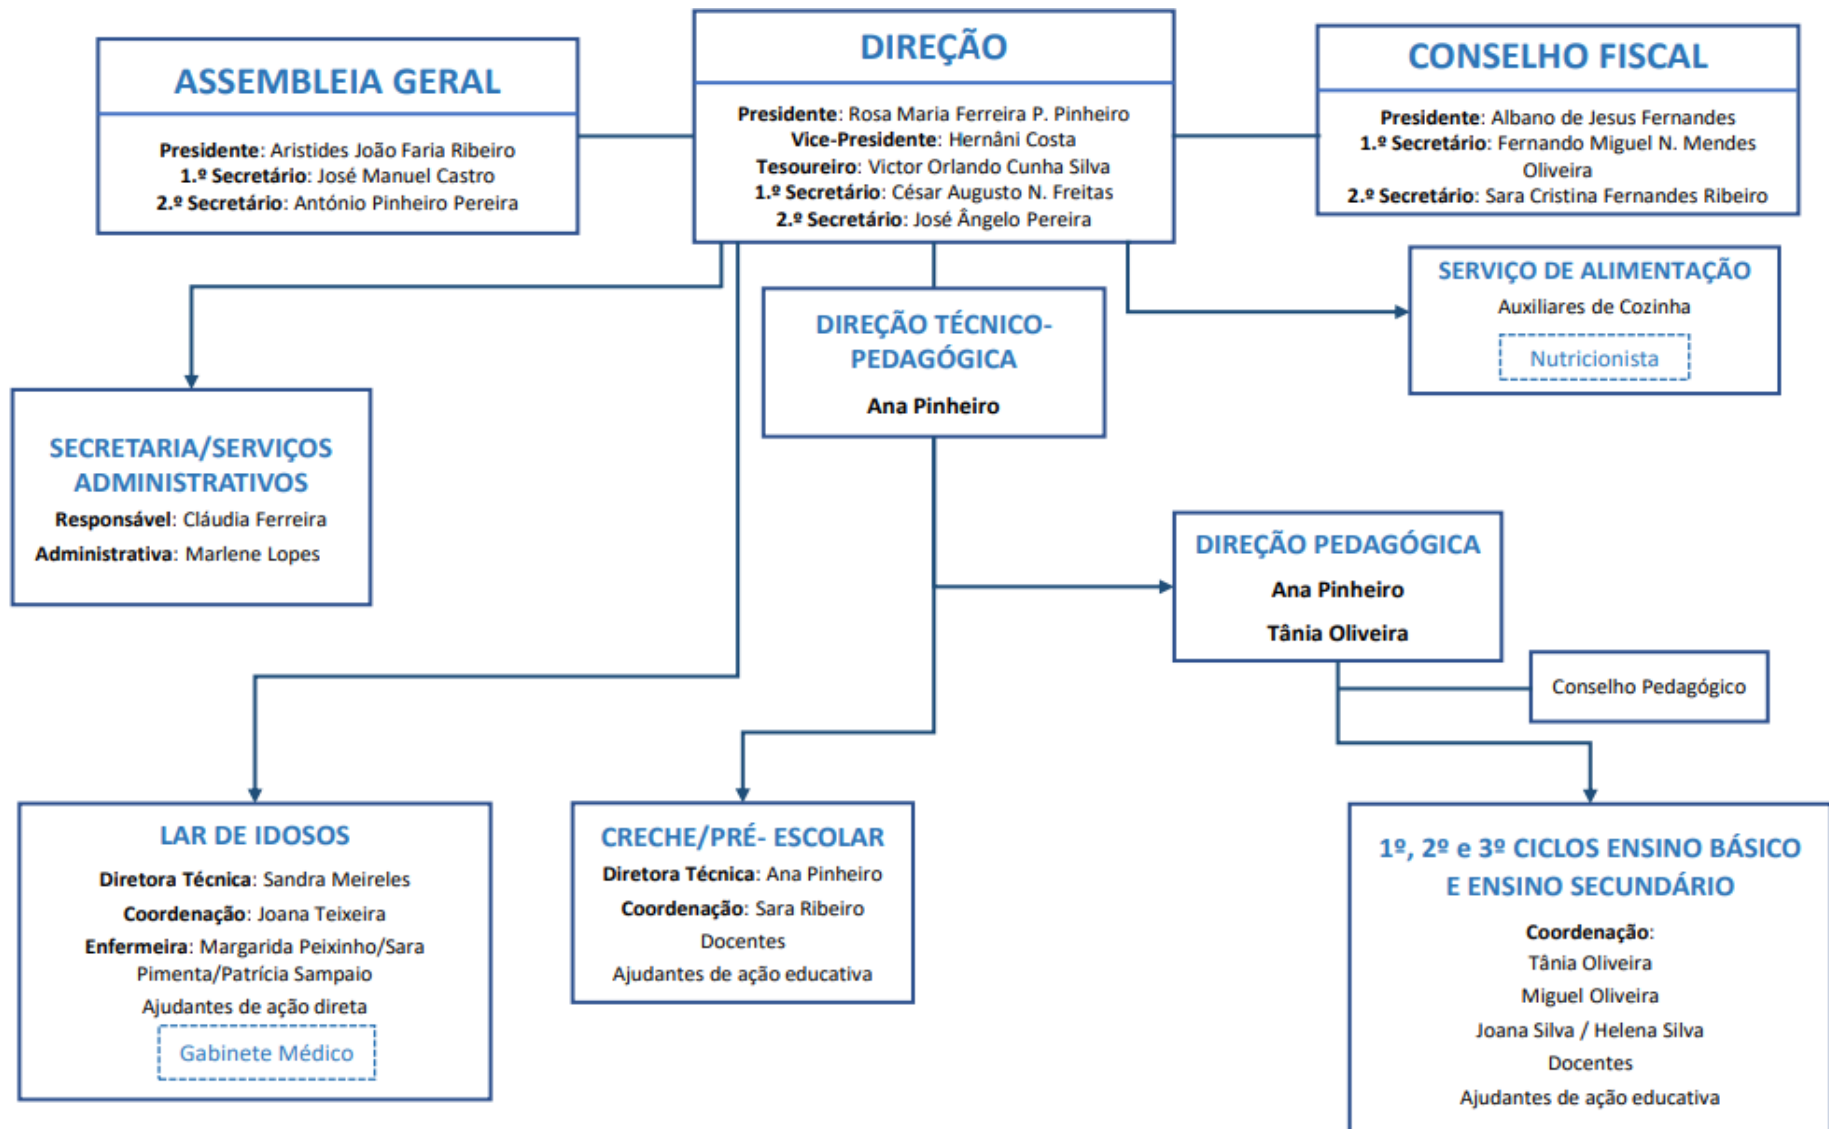 ASSEMBLEIA GERAL
Presidente: Aristides João Faria Ribeiro
1.º Secretário: José Manuel Castro
2.º Secretário: António Pinheiro Pereira
DIREÇÃO
Presidente: Rosa Maria Ferreira P. Pinheiro
Vice-Presidente: Hernâni Costa
Tesoureiro: Victor Orlando Cunha Silva
1.º Secretário: César Augusto N. Freitas
2.º Secretário: José Ângelo Pereira
CONSELHO FISCAL
Presidente: Albano de Jesus Fernandes
1.º Secretário: Fernando Miguel N. Mendes
Oliveira
2.º Secretário: Sara Cristina Fernandes Ribeiro
SERVIÇO DE ALIMENTAÇÃO
Auxiliares de Cozinha
Nutricionista
DIREÇÃO TÉCNICO-
PEDAGÓGICA
Ana Pinheiro
SECRETARIA/SERVIÇOS
ADMINISTRATIVOS
Responsável: Cláudia Ferreira
Administrativa: Marlene Lopes
DIREÇÃO PEDAGÓGICA
Ana Pinheiro
Tânia Oliveira
Conselho Pedagógico
LAR DE IDOSOS
Diretora Técnica: Sandra Meireles
Coordenação: Joana Teixeira
Enfermeira: Margarida Peixinho/Sara
Pimenta/Patrícia Sampaio
Ajudantes de ação direta
Gabinete Médico
CRECHE/PRÉ- ESCOLAR
Diretora Técnica: Ana Pinheiro
Coordenação: Sara Ribeiro
Docentes
Ajudantes de ação educativa
1º, 2º e 3º CICLOS ENSINO BÁSICO
E ENSINO SECUNDÁRIO
Coordenação:
Tânia Oliveira
Miguel Oliveira
Joana Silva / Helena Silva
Docentes
Ajudantes de ação educativa